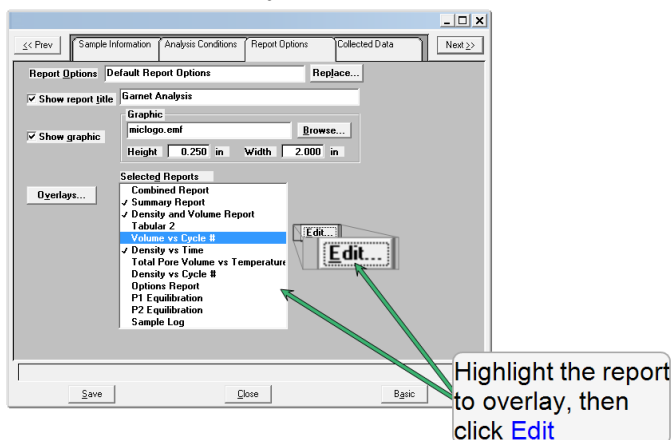 << Prev
Sample Information
Analysis Conditions
Report Options
Collected Data
Next >>
Report Options Default Report Options Replace...
✓ Show report title Garnet Analysis
Graphic
✓ Show graphic miclogo.emf Browse...
Height 0.250 in Width 2.000 in
Selected Reports
Overlays...
Combined Report
✓ Summary Report
✓ Density and Volume Report
Tabular 2
Volume vs Cycle #
✓ Density vs Time
Total Pore Volume vs Temperature
Density vs Cycle #
Options Report
P1 Equilibration
P2 Equilibration
Sample Log
Edit...
Edit...
Save Close Basic
Highlight the report
to overlay, then
click Edit